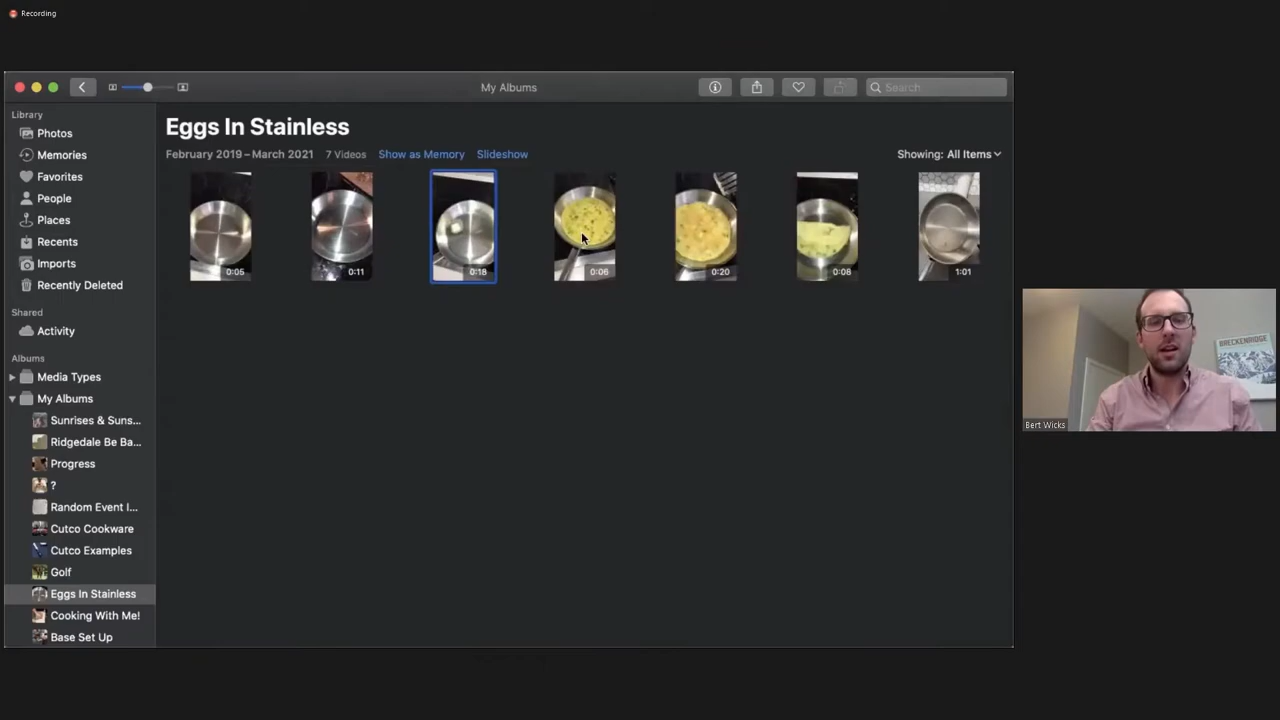 Recording
My Albums
Search
Library
Photos
Memories
Favorites
People
Places
Recents
Imports
Recently Deleted
Shared
Activity
Albums
Media Types
My Albums
Sunrises & Suns...
Ridgedale Be Ba...
Progress
?
Random Event I...
Cutco Cookware
Cutco Examples
Golf
Eggs In Stainless
Cooking With Me!
Base Set Up
Eggs In Stainless
February 2019 – March 2021 7 Videos Show as Memory Slideshow
Showing: All Items
0:05 0:11 0:18 0:06 0:20 0:08 1:01
BRECKENRIDGE
Bert Wicks